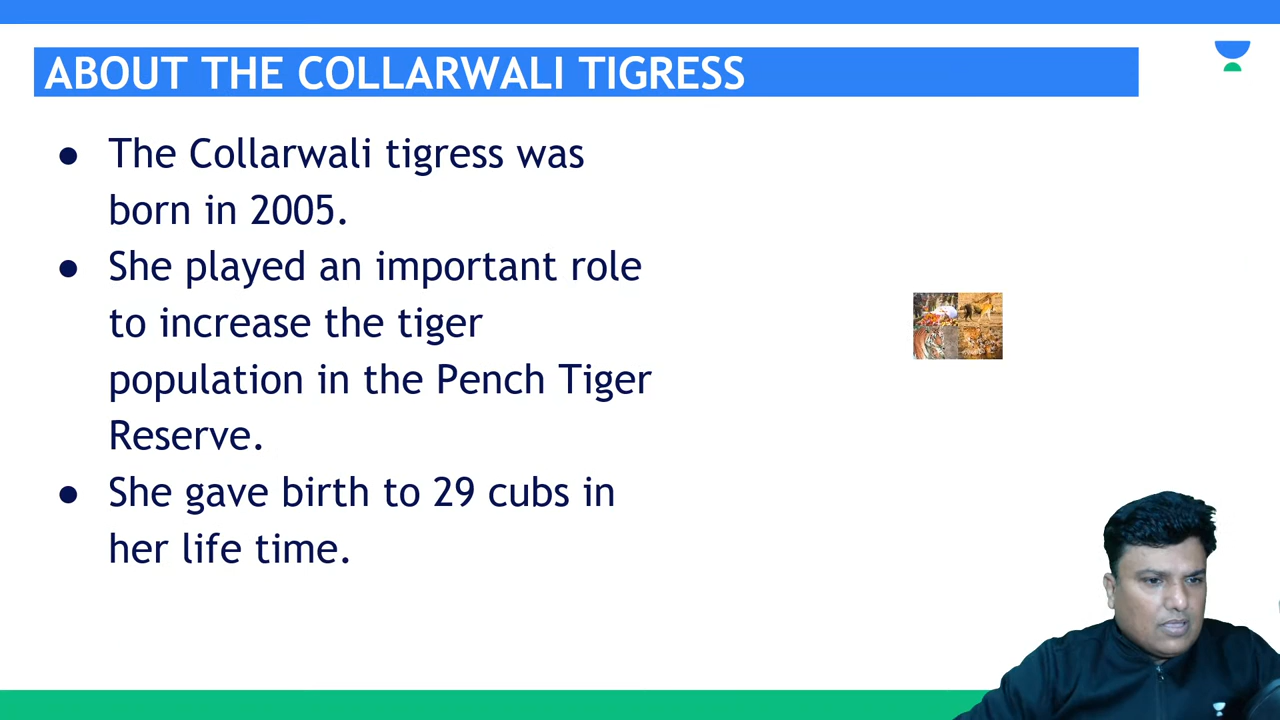 ABOUT THE COLLARWALI TIGRESS
● The Collarwali tigress was
born in 2005.
● She played an important role
to increase the tiger
population in the Pench Tiger
Reserve.
● She gave birth to 29 cubs in
her life time.